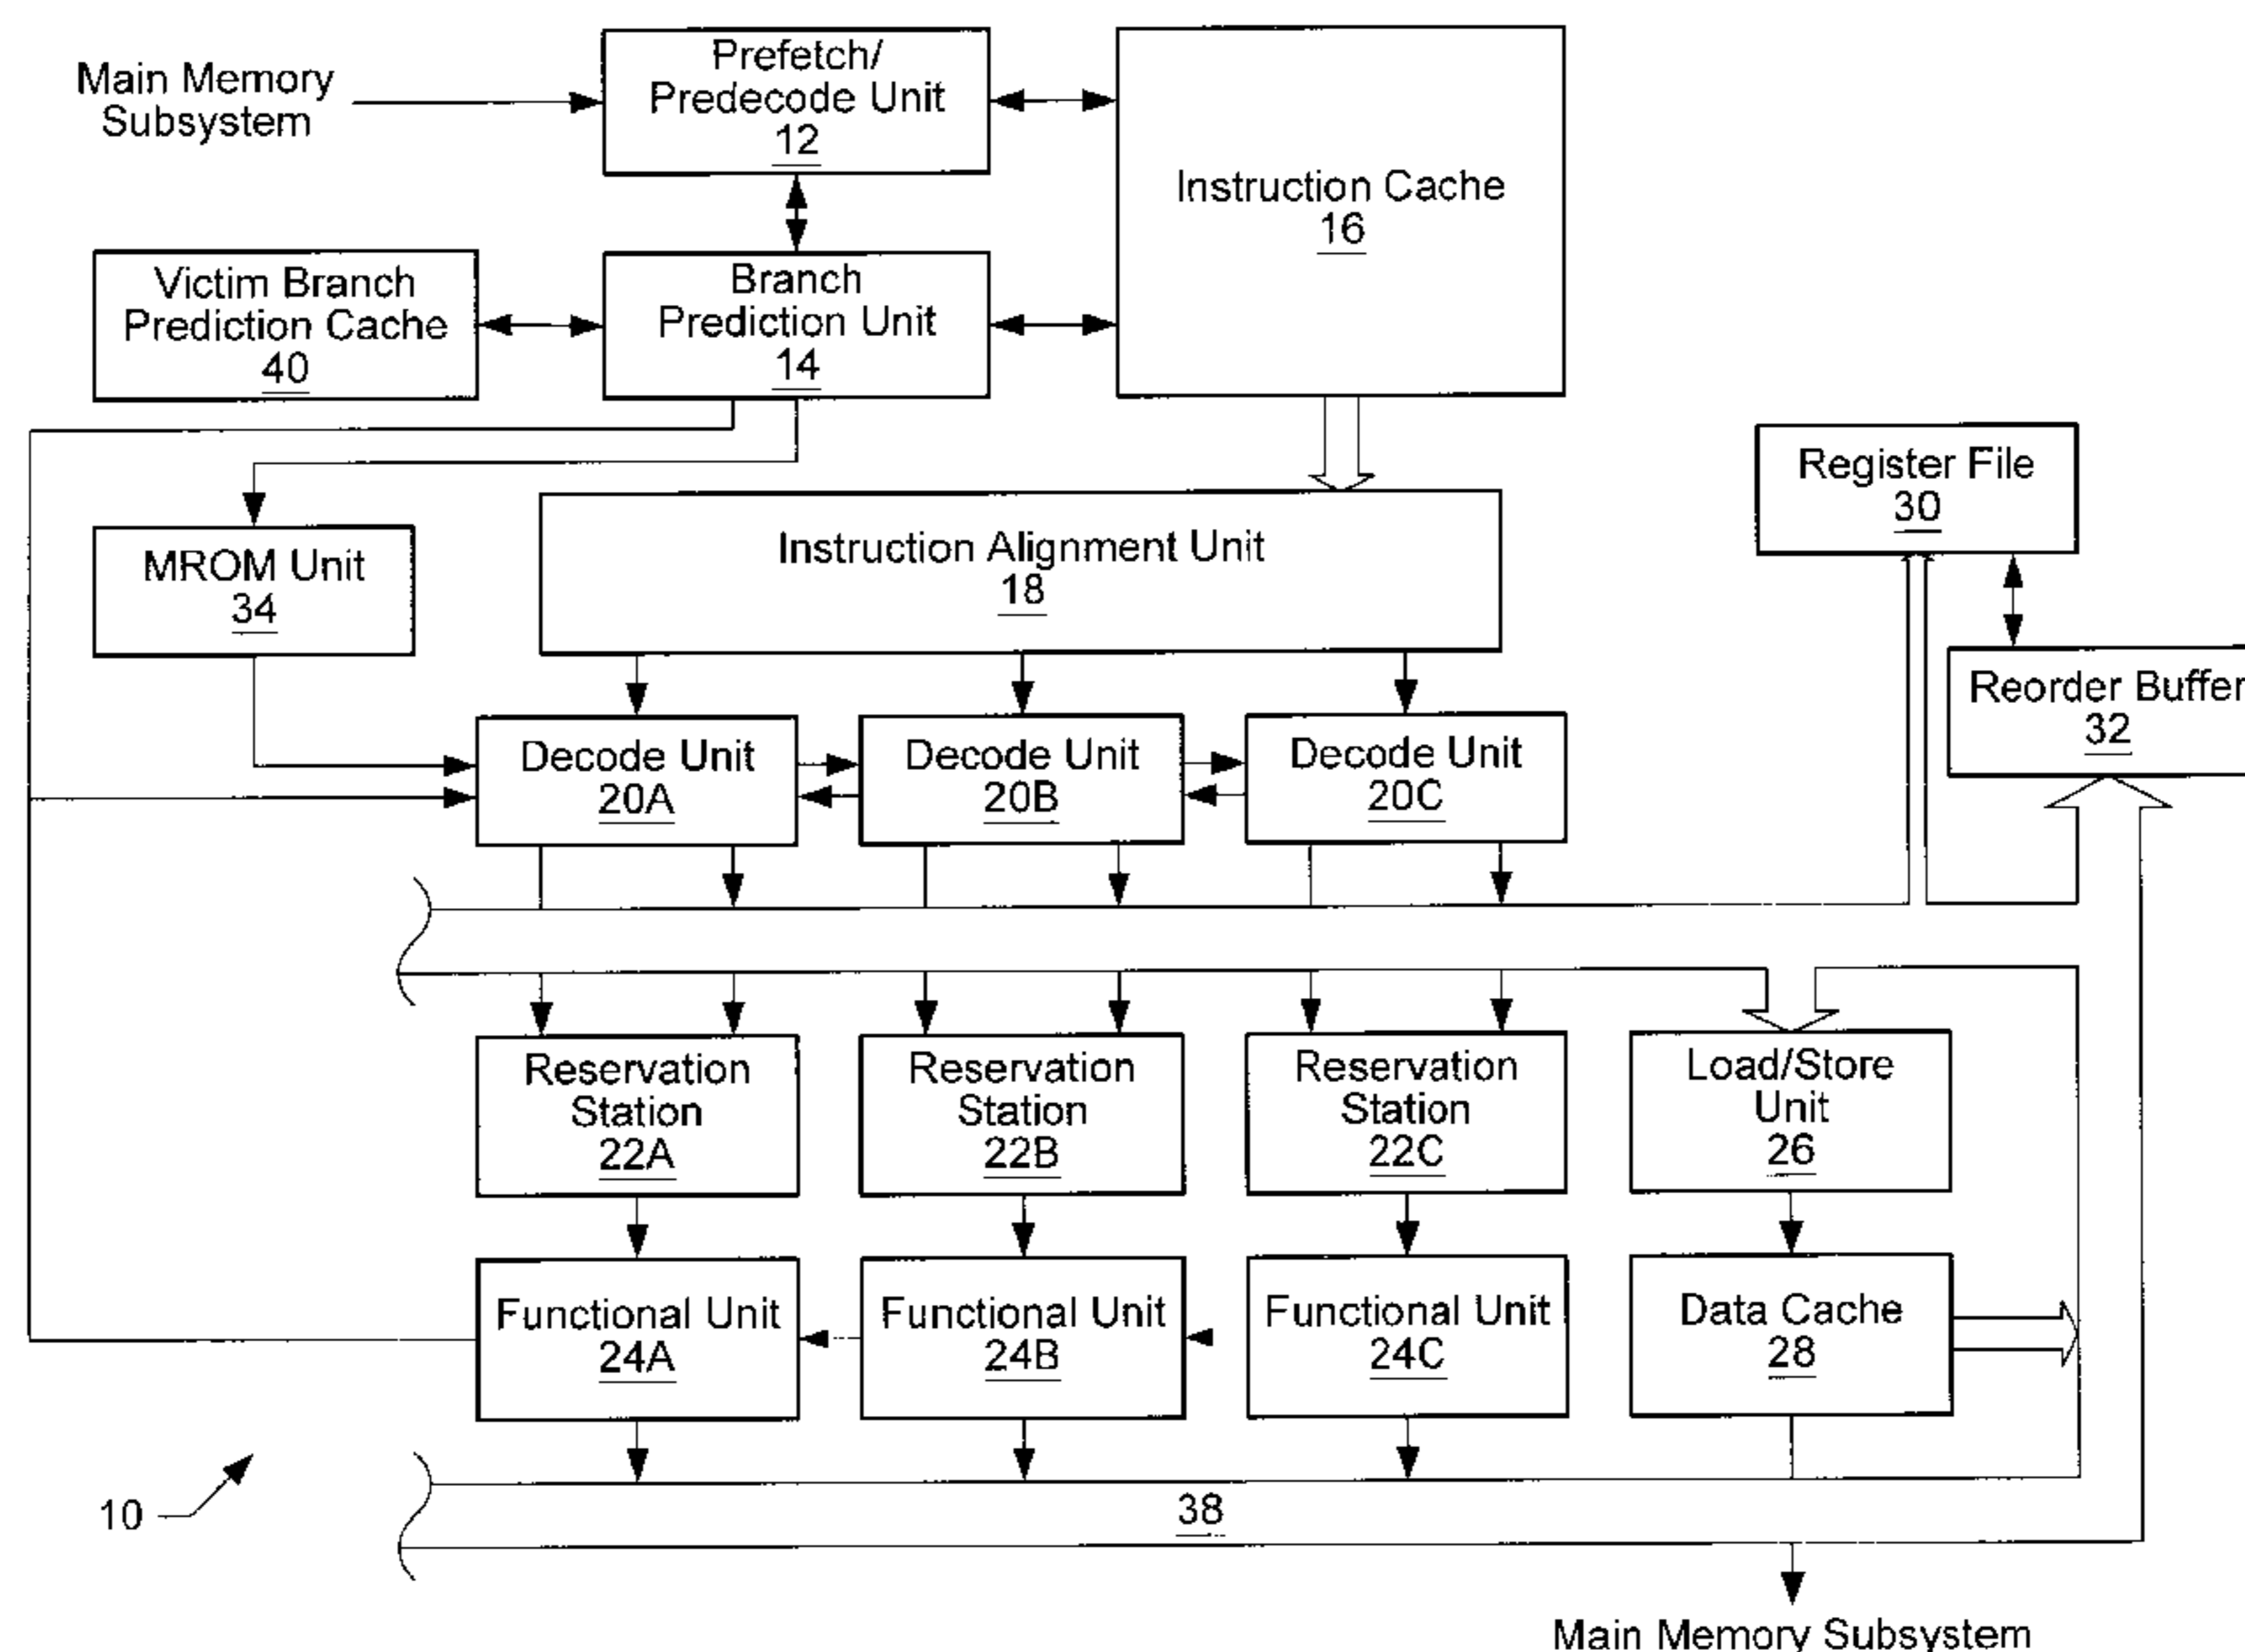 Main Memory
Subsystem
Prefetch/
Predecode Unit
12
Instruction Cache
16
Victim Branch
Prediction Cache
40
Branch
Prediction Unit
14
Register File
30
MROM Unit
34
Instruction Alignment Unit
18
Reorder Buffer
32
Decode Unit
20A
Decode Unit
20B
Decode Unit
20C
Reservation
Station
22A
Reservation
Station
22B
Reservation
Station
22C
Load/Store
Unit
26
Functional Unit
24A
Functional Unit
24B
Functional Unit
24C
Data Cache
28
10
38
Main Memory Subsystem